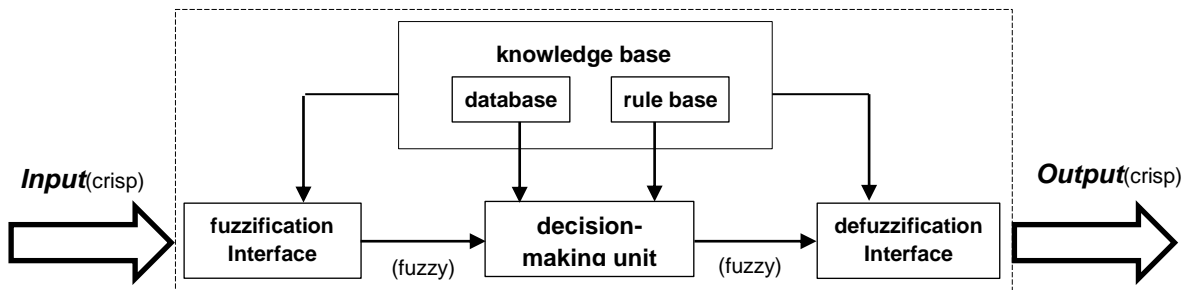 knowledge base
database
rule base
Input(crisp)
Output(crisp)
fuzzification
Interface
decision-
making unit
defuzzification
Interface
(fuzzy)
(fuzzy)